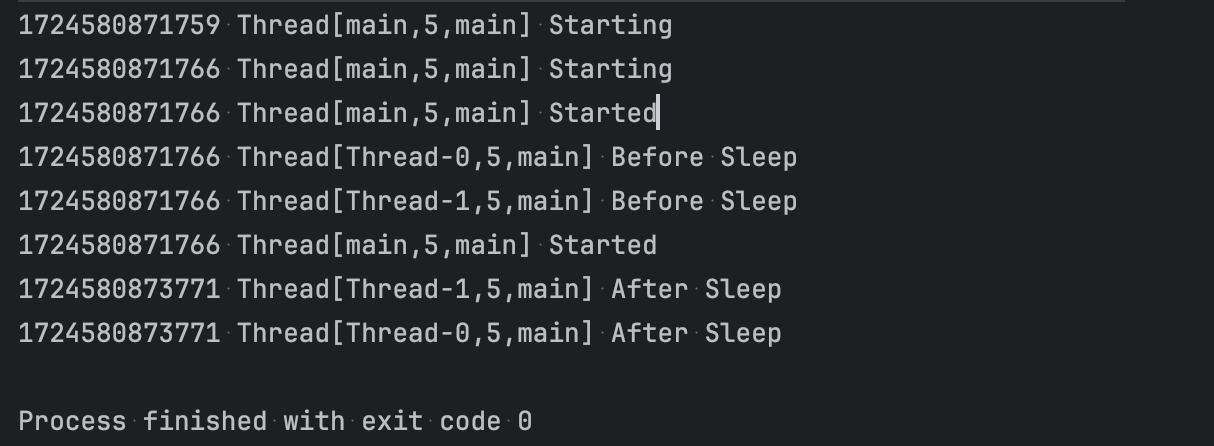 1724580871759 Thread[main,5,main] Starting
1724580871766 Thread[main,5,main] Starting
1724580871766 Thread[main,5,main] Started
1724580871766 Thread[Thread-0,5,main] Before Sleep
1724580871766 Thread[Thread-1,5,main] Before Sleep
1724580871766 Thread[main,5,main] Started
1724580873771 Thread[Thread-1,5,main] After Sleep
1724580873771 Thread[Thread-0,5,main] After Sleep
Process finished with exit code 0